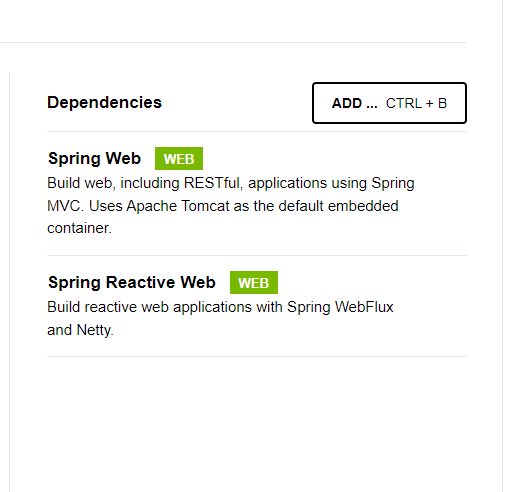 Dependencies
ADD ... CTRL + B
Spring Web WEB
Build web, including RESTful, applications using Spring
MVC. Uses Apache Tomcat as the default embedded
container.
Spring Reactive Web WEB
Build reactive web applications with Spring WebFlux
and Netty.